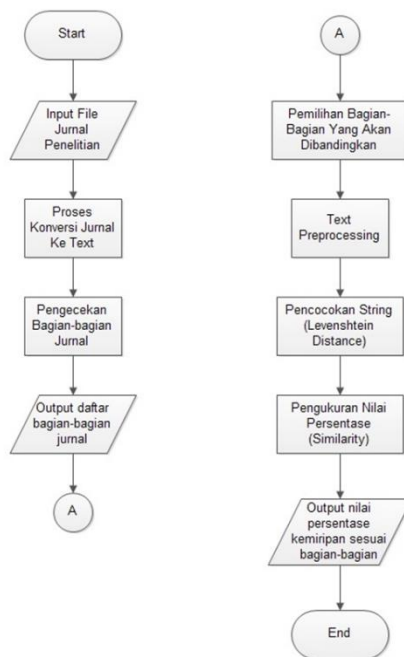 Start
Input File
Jurnal
Penelitian
Proses
Konversi Jurnal
Ke Text
Pengecekan
Bagian-bagian
Jurnal
Output daftar
bagian-bagian
jurnal
A
A
Pemilihan Bagian-
Bagian Yang Akan
Dibandingkan
Text
Preprocessing
Pencocokan String
(Levenshtein
Distance)
Pengukuran Nilai
Persentase
(Similarity)
Output nilai
persentase
kemiripan sesuai
bagian-bagian
End